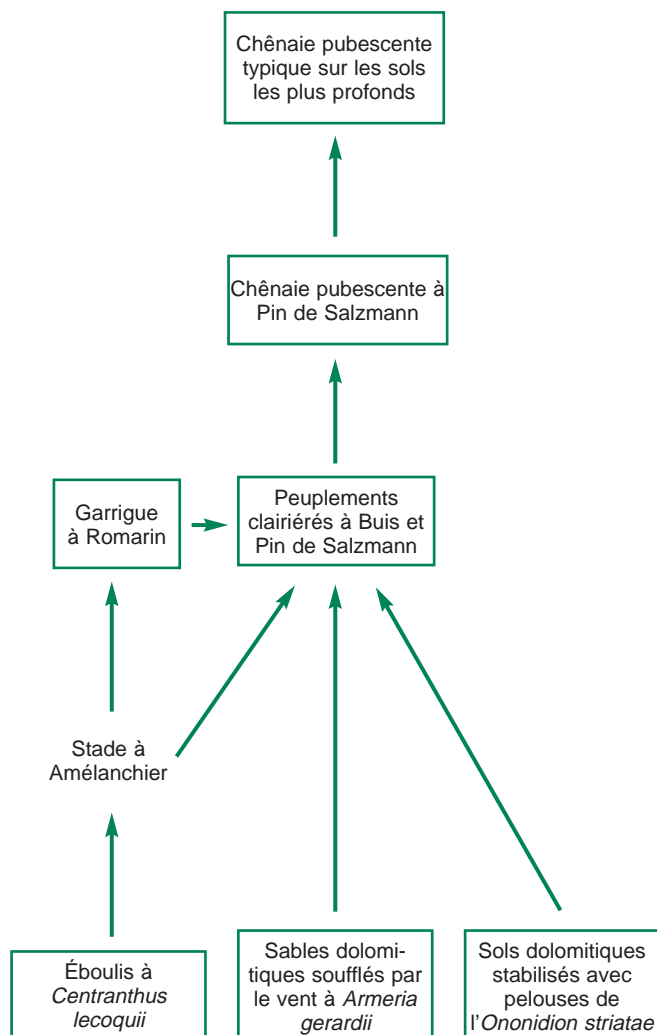 Chênaie pubescente
typique sur les sols
les plus profonds
Chênaie pubescente à
Pin de Salzmann
Garrigue
à Romarin
Peuplements
clairiérés à Buis et
Pin de Salzmann
Stade à
Amélanchier
Éboulis à
Centranthus
lecoquii
Sables dolomi-
tiques soufflés par
le vent à Armeria
gerardii
Sols dolomitiques
stabilisés avec
pelouses de
l'Ononidion striatae